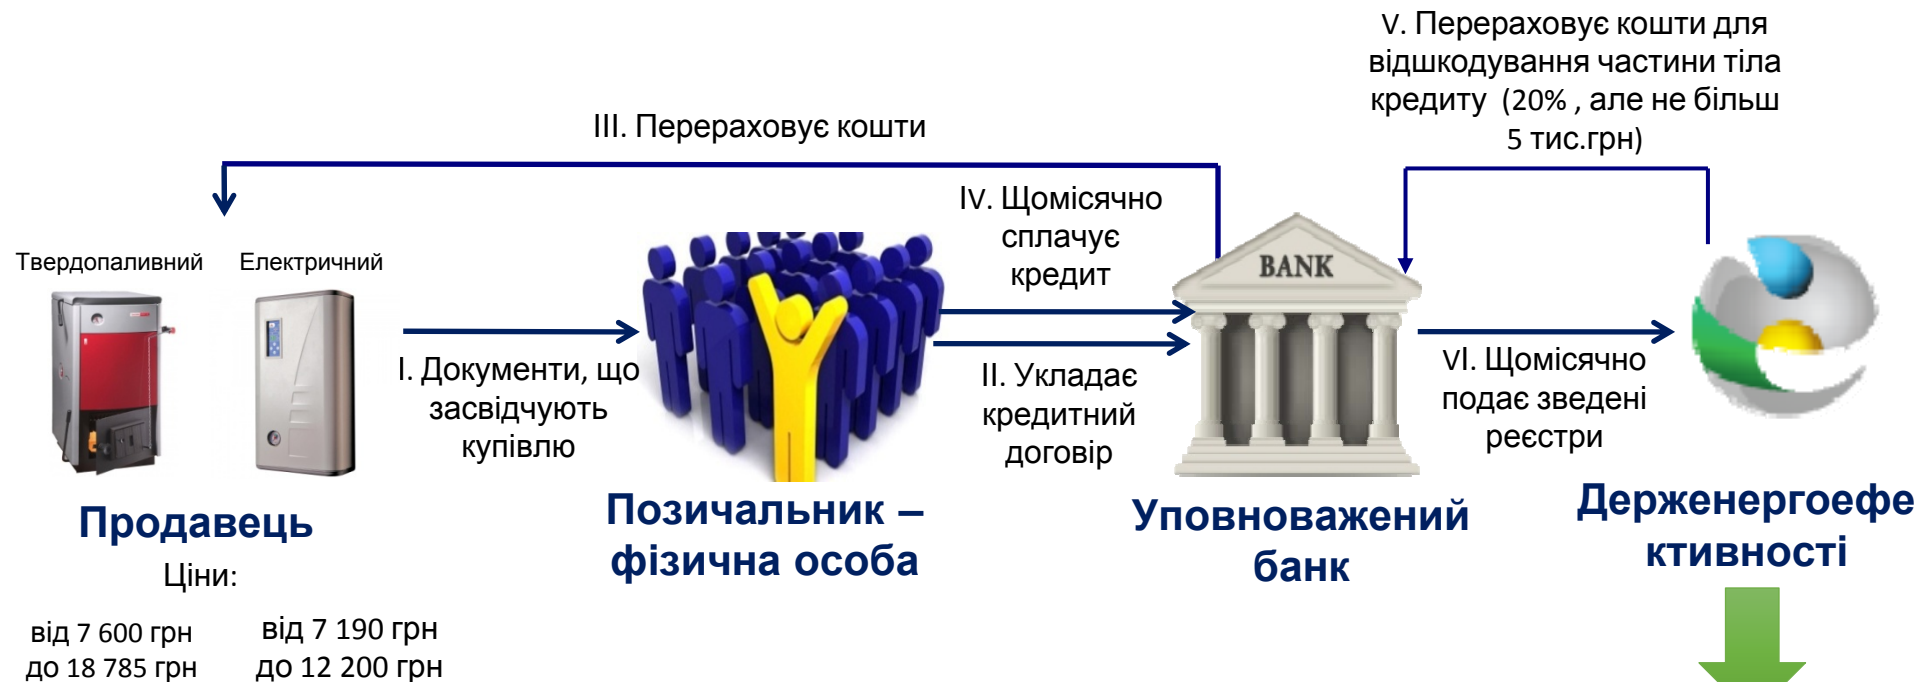 V. Перераховує кошти для
відшкодування частини тіла
кредиту (20% , але не більш
5 тис.грн)
III. Перераховує кошти
IV. Щомісячно
сплачує
кредит
Твердопаливний
Електричний
BANK
I. Документи, що
засвідчують
купівлю
II. Укладає
кредитний
договір
VI. Щомісячно
подає зведені
реєстри
Продавець
Позичальник –
фізична особа
Уповноважений
банк
Держенергоефе
ктивності
Ціни:
від 7 600 грн
до 18 785 грн
від 7 190 грн
до 12 200 грн